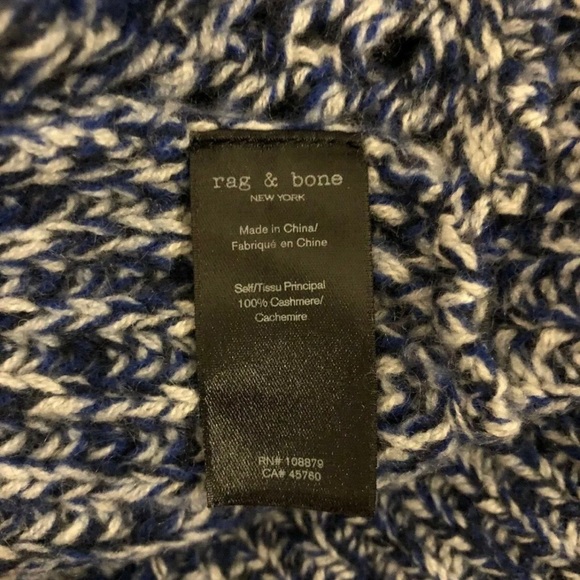 rag & bone
NEW YORK
Made in China/
Fabriqué en Chine
Self/Tissu Principal
100% Cashmere/
Cachemire
RN# 108879
CA# 45760